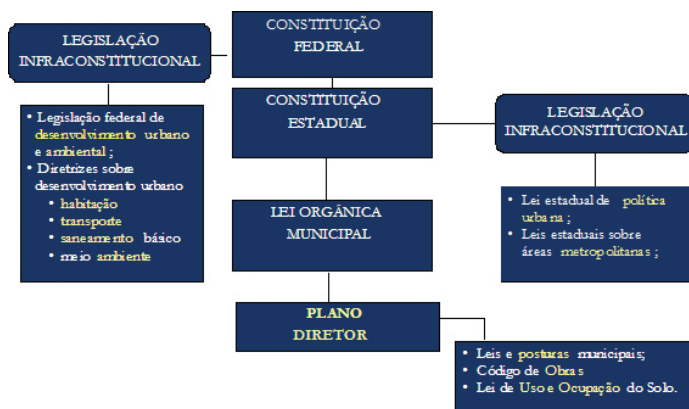 CONSTITUIÇÃO
FEDERAL
LEGISLAÇÃO
INFRACONSTITUCIONAL
• Legislação federal de
desenvolvimento urbano
e ambiental;
• Diretrizes sobre
desenvolvimento urbano
• habitação
• transporte
• saneamento básico
• meio ambiente
CONSTITUIÇÃO
ESTADUAL
LEGISLAÇÃO
INFRACONSTITUCIONAL
• Lei estadual de política
urbana;
• Leis estaduais sobre
áreas metropolitanas;
LEI ORGÂNICA
MUNICIPAL
PLANO
DIRETOR
• Leis e posturas municipais;
• Código de Obras
• Lei de Uso e Ocupação do Solo.